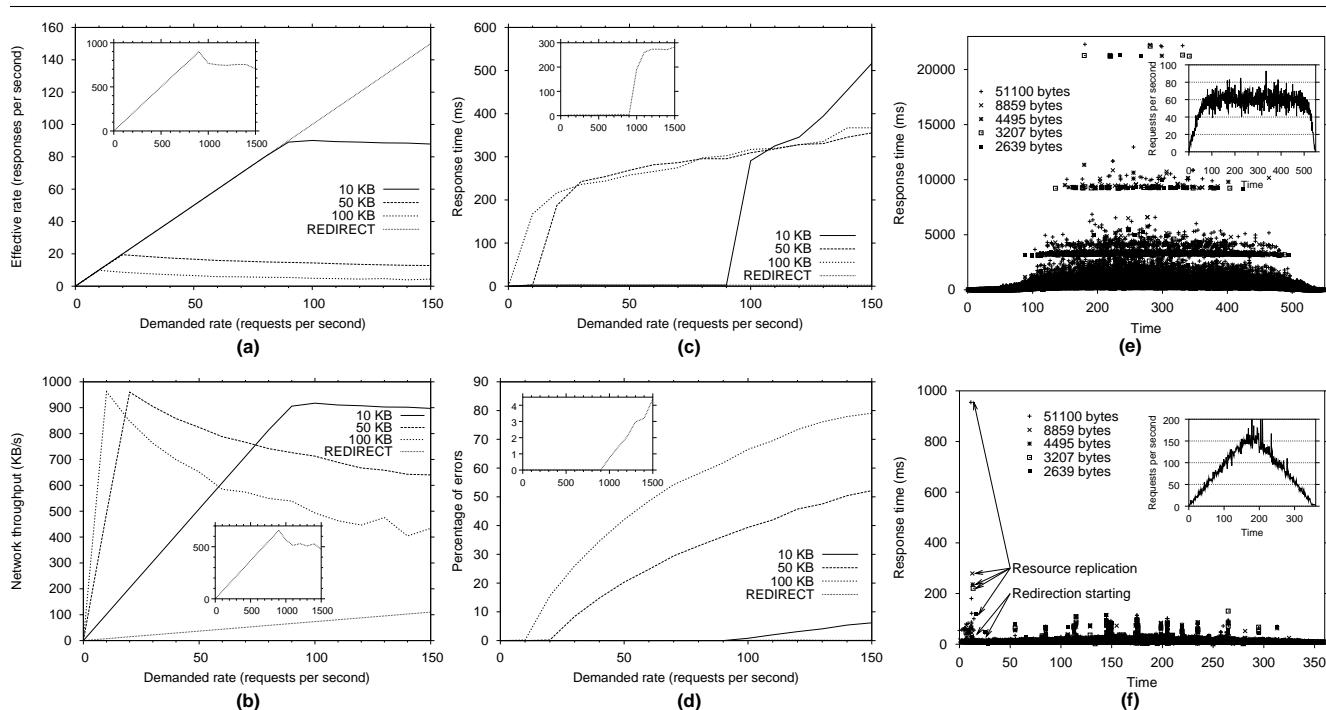 160
140
120
100
80
60
40
20
0
0
50
100
150
Effective rate (responses per second)
Demanded rate (requests per second)
1000
500
0
0
500
1000
1500
10 KB
50 KB
100 KB
REDIRECT
(a)
600
500
400
300
200
100
0
0
50
100
150
Response time (ms)
Demanded rate (requests per second)
300
200
100
0
0
500
1000
1500
10 KB
50 KB
100 KB
REDIRECT
(c)
20000
15000
10000
5000
0
0
100
200
300
400
500
Response time (ms)
Time
51100 bytes
8859 bytes
4495 bytes
3207 bytes
2639 bytes
100
80
60
40
20
0
0 100 200 300 400 500
Requests per second
Time
(e)
1000
900
800
700
600
500
400
300
200
100
0
0
50
100
150
Network throughput (KB/s)
Demanded rate (requests per second)
10 KB
50 KB
100 KB
REDIRECT
500
0
0
500
1000
1500
(b)
90
80
70
60
50
40
30
20
10
0
0
50
100
150
Percentage of errors
Demanded rate (requests per second)
4
3
2
1
0
0
500
1000
1500
10 KB
50 KB
100 KB
REDIRECT
(d)
1000
800
600
400
200
0
0
50
100
150
200
250
300
350
Response time (ms)
Time
51100 bytes
8859 bytes
4495 bytes
3207 bytes
2639 bytes
200
150
100
50
0
0
100
200
300
Requests per second
Time
Resource replication
Redirection starting
(f)